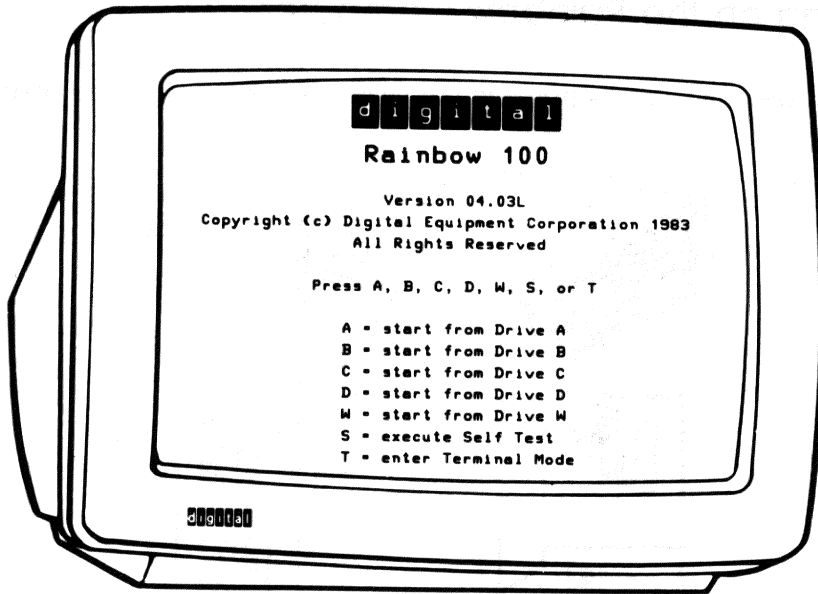 digital
Rainbow 100
Version 04.03L
Copyright (c) Digital Equipment Corporation 1983
All Rights Reserved
Press A, B, C, D, W, S, or T
A = start from Drive A
B = start from Drive B
C = start from Drive C
D = start from Drive D
W = start from Drive W
S = execute Self Test
T = enter Terminal Mode
digital